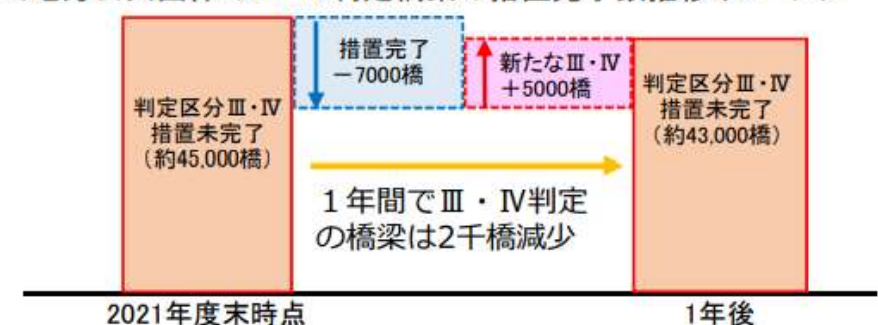 措置完了
－7000橋
新たなⅢ・Ⅳ
＋5000橋
判定区分Ⅲ・Ⅳ
措置未完了
（約45,000橋）
判定区分Ⅲ・Ⅳ
措置未完了
（約43,000橋）
１年間でⅢ・Ⅳ判定
の橋梁は2千橋減少
2021年度末時点
1年後